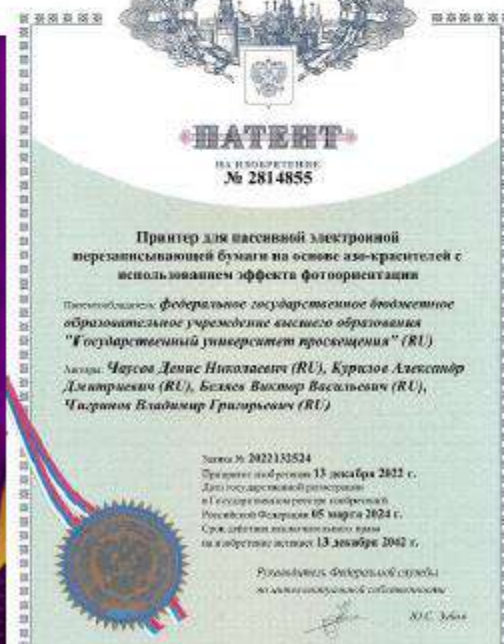 ПАТЕНТ
НА ИЗОБРЕТЕНИЕ
№ 2814855
Принтер для пассивной электронной
перезаписывающей бумаги на основе азо-красителей с
использованием эффекта фотоориентации
Патентообладатель: федеральное государственное бюджетное
образовательное учреждение высшего образования
"Государственный университет просвещения" (RU)
Авторы: Чаусов Денис Николаевич (RU), Курилов Александр
Дмитриевич (RU), Беляев Виктор Васильевич (RU),
Чигринов Владимир Григорьевич (RU)
Заявка № 2022132524
Приоритет изобретения 13 декабря 2022 г.
Дата государственной регистрации
в Государственном реестре изобретений
Российской Федерации 05 марта 2024 г.
Срок действия исключительного права
на изобретение истекает 13 декабря 2042 г.
Руководитель Федеральной службы
по интеллектуальной собственности
Ю.С. Зубов